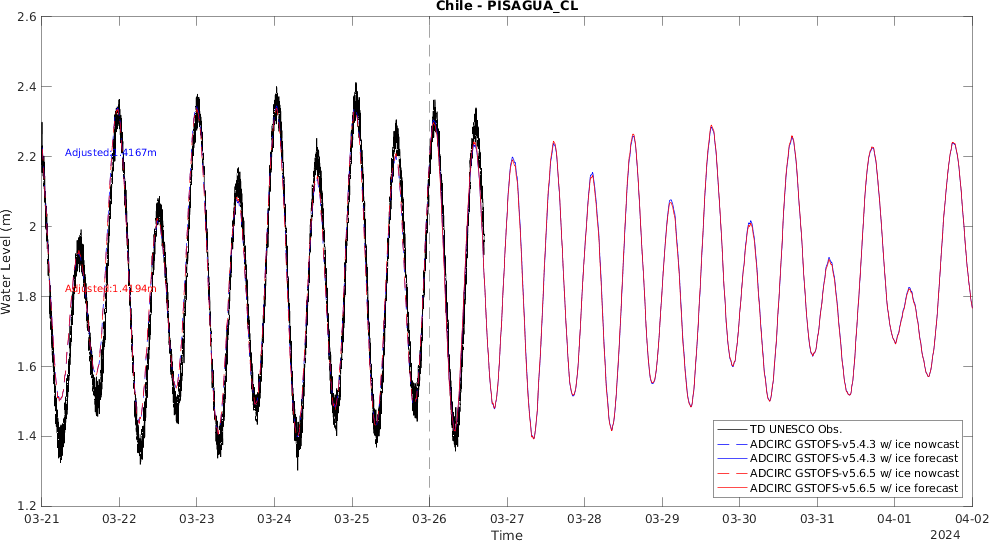 Chile - PISAGUA_CL
2.6
2.4
2.2
2
1.8
1.6
1.4
1.2
Water Level (m)
Adjusted:1.4167m
Adjusted:1.4194m
TD UNESCO Obs.
ADCIRC GSTOFS-v5.4.3 w/ ice nowcast
ADCIRC GSTOFS-v5.4.3 w/ ice forecast
ADCIRC GSTOFS-v5.6.5 w/ ice nowcast
ADCIRC GSTOFS-v5.6.5 w/ ice forecast
03-21 03-22 03-23 03-24 03-25 03-26 03-27 03-28 03-29 03-30 03-31 04-01 04-02
Time
2024